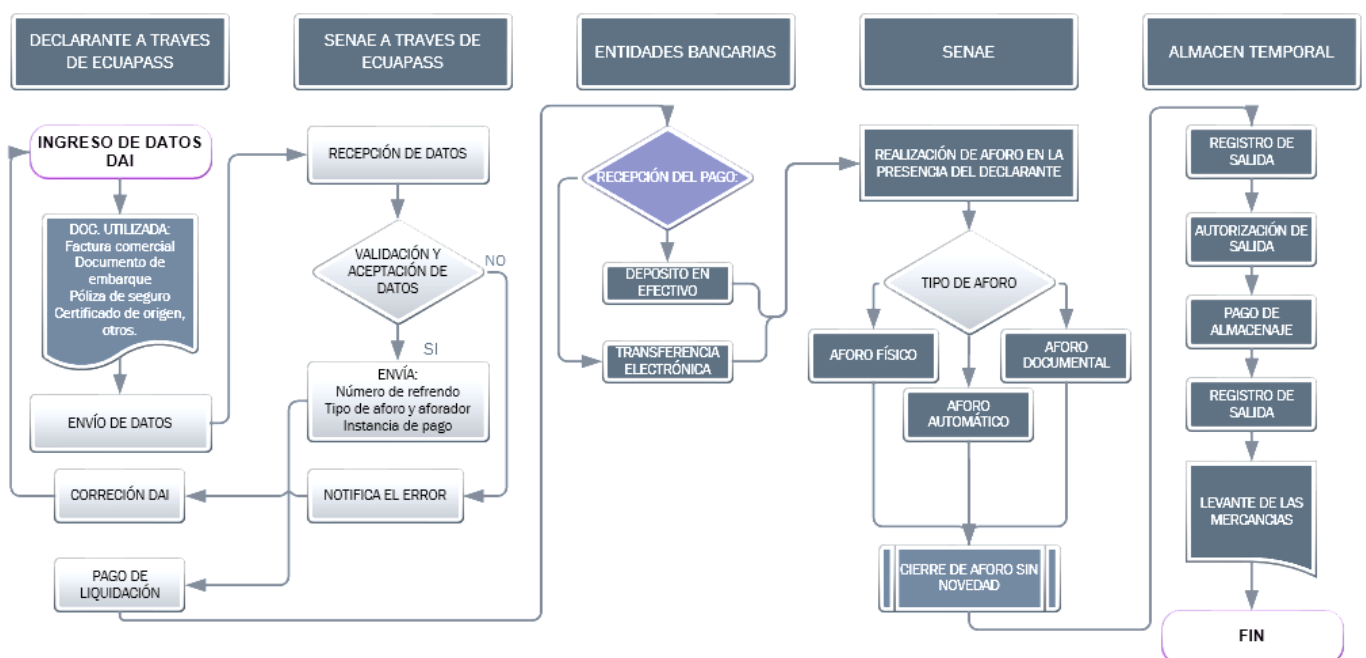 DECLARANTE A TRAVES
DE ECUAPASS
SENAE A TRAVES DE
ECUAPASS
ENTIDADES BANCARIAS
SENAE
ALMACEN TEMPORAL
INGRESO DE DATOS
DAI
DOC. UTILIZADA:
Factura comercial
Documento de
embarque
Póliza de seguro
Certificado de origen,
otros.
ENVÍO DE DATOS
CORRECIÓN DAI
PAGO DE
LIQUIDACIÓN
RECEPCIÓN DE DATOS
VALIDACIÓN Y
ACEPTACIÓN DE
DATOS
NO
SI
ENVÍA:
Número de refrendo
Tipo de aforo y aforador
Instancia de pago
NOTIFICA EL ERROR
RECEPCIÓN DEL PAGO:
DEPOSITO EN
EFECTIVO
TRANSFERENCIA
ELECTRÓNICA
REALIZACIÓN DE AFORO EN LA
PRESENCIA DEL DECLARANTE
TIPO DE AFORO
AFORO FÍSICO
AFORO
DOCUMENTAL
AFORO
AUTOMÁTICO
CIERRE DE AFORO SIN
NOVEDAD
REGISTRO DE
SALIDA
AUTORIZACIÓN DE
SALIDA
PAGO DE
ALMACENAJE
REGISTRO DE
SALIDA
LEVANTE DE LAS
MERCANCIAS
FIN